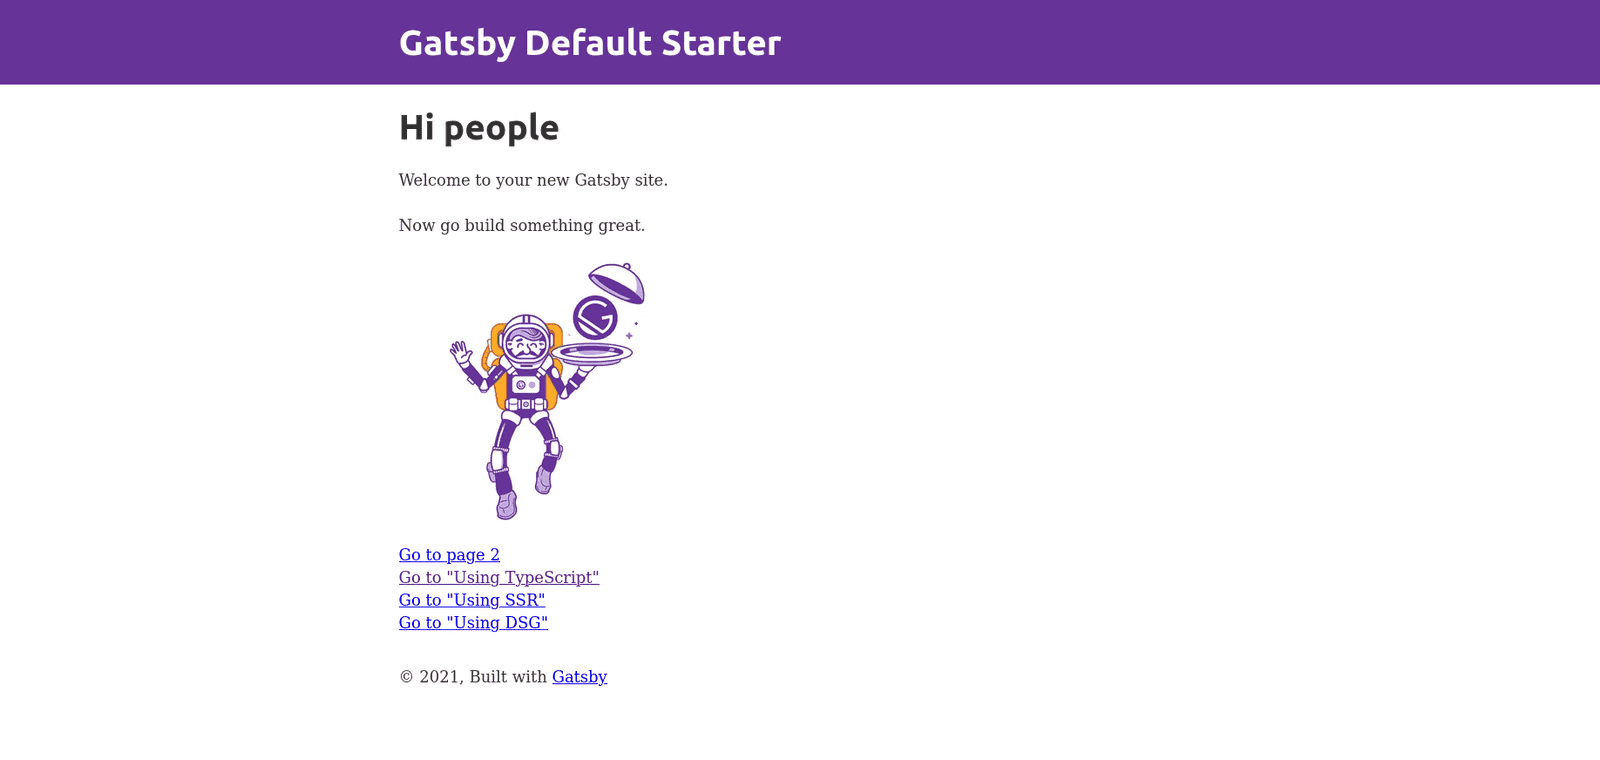 Gatsby Default Starter
Hi people
Welcome to your new Gatsby site.
Now go build something great.
Go to page 2
Go to "Using TypeScript"
Go to "Using SSR"
Go to "Using DSG"
© 2021, Built with Gatsby